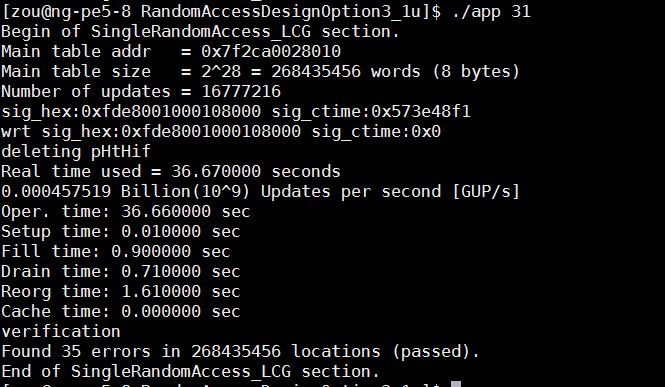 [zou@ng-pe5-8 RandomAccessDesignOption3_1u]$ ./app 31
Begin of SingleRandomAccess_LCG section.
Main table addr   = 0x7f2ca0028010
Main table size   = 2^28 = 268435456 words (8 bytes)
Number of updates = 16777216
sig_hex:0xfde8001000108000 sig_ctime:0x573e48f1
wrt sig_hex:0xfde8001000108000 sig_ctime:0x0
deleting pHtHif
Real time used = 36.670000 seconds
0.000457519 Billion(10^9) Updates per second [GUP/s]
Oper. time: 36.660000 sec
Setup time: 0.010000 sec
Fill time: 0.900000 sec
Drain time: 0.710000 sec
Reorg time: 1.610000 sec
Cache time: 0.000000 sec
verification
Found 35 errors in 268435456 locations (passed).
End of SingleRandomAccess_LCG section.